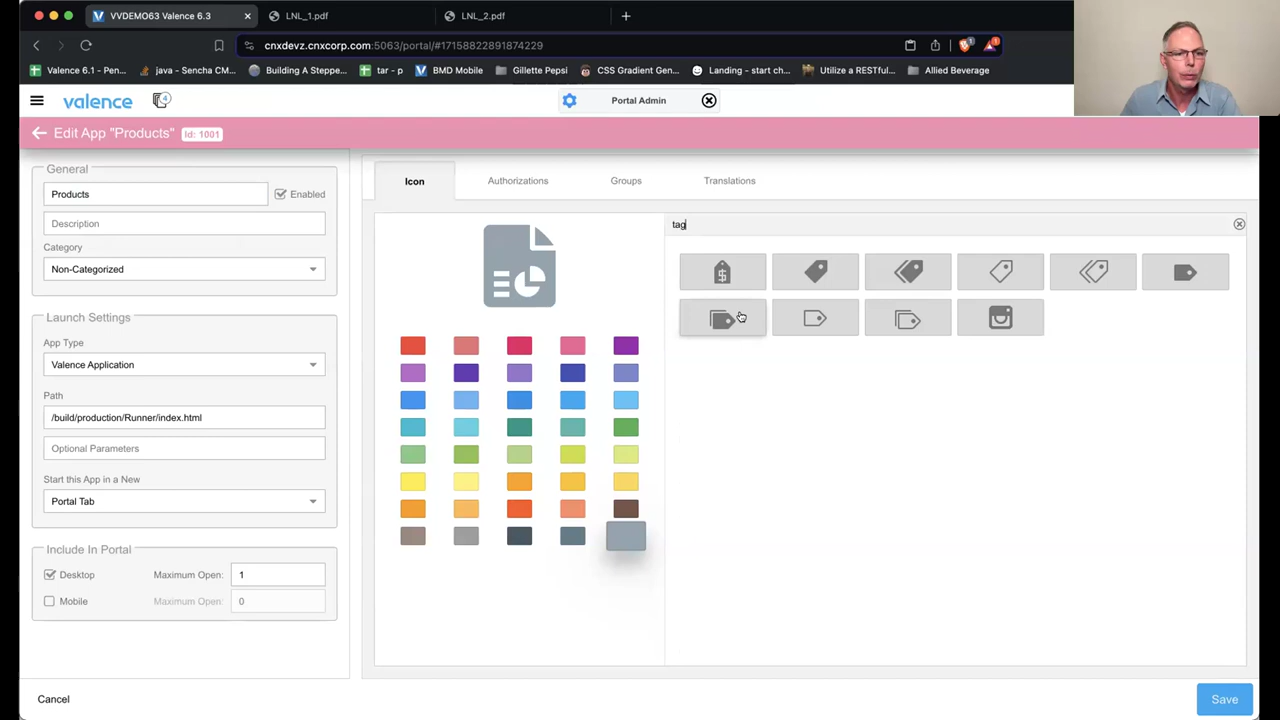 VVDEMO63 Valence 6.3
LNL_1.pdf
LNL_2.pdf
cnxdevz.cnxcorp.com:5063/portal/#17158822891874229
1
1
Valence 6.1 - Pen...
java - Sencha CM...
Building A Steppe...
tar - p
BMD Mobile
Gillette Pepsi
CSS Gradient Gen...
Landing - start ch...
Utilize a RESTful...
Allied Beverage
valence
4
Portal Admin
Edit App "Products"
Id: 1001
General
Products
Enabled
Description
Category
Non-Categorized
Launch Settings
App Type
Valence Application
Path
/build/production/Runner/index.html
Optional Parameters
Start this App in a New
Portal Tab
Include In Portal
Desktop
Maximum Open:
1
Mobile
Maximum Open:
0
Icon
Authorizations
Groups
Translations
tag
Cancel
Save